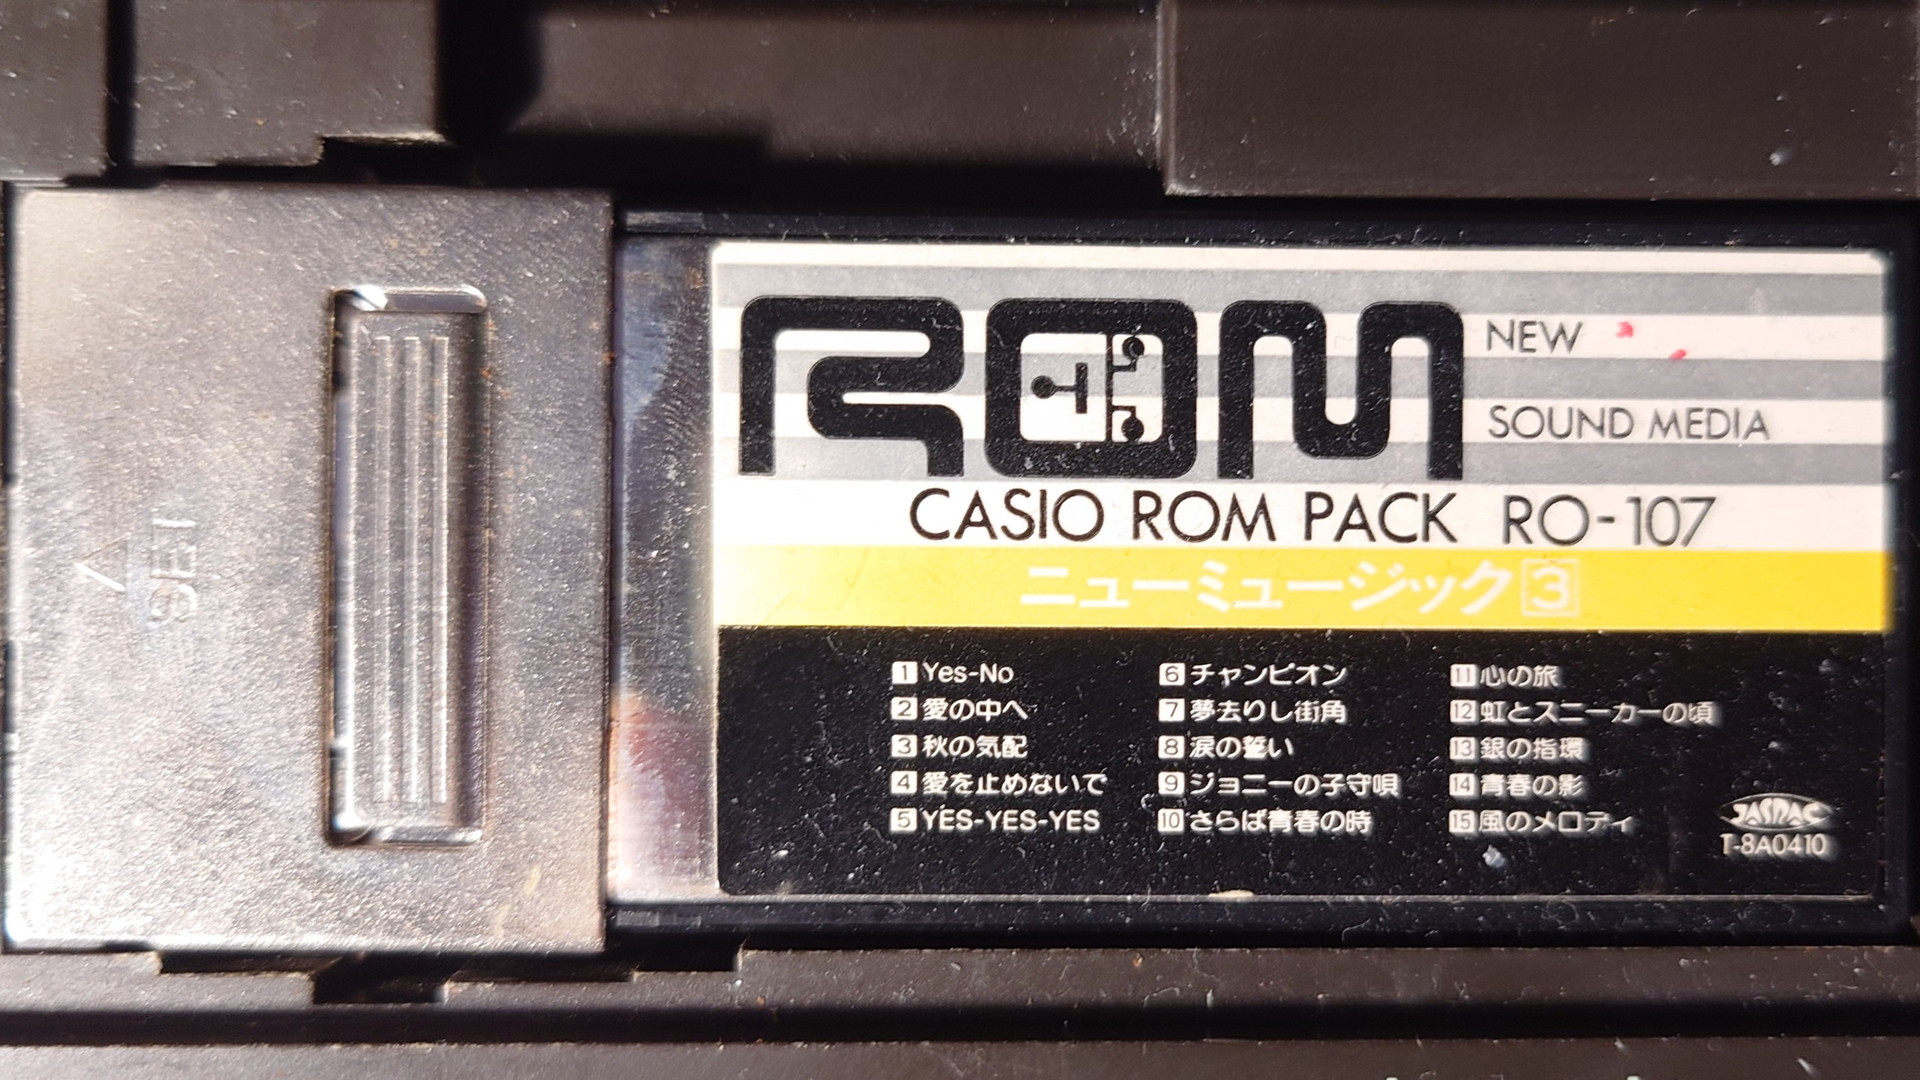 SET
ROM
NEW
SOUND MEDIA
CASIO ROM PACK RO-107
ニューミュージック3
1 Yes-No
2 愛の中へ
3 秋の気配
4 愛を止めないで
5 YES-YES-YES
6 チャンピオン
7 夢去りし街角
8 涙の誓い
9 ジョニーの子守唄
10 さらば青春の時
11 心の旅
12 虹とスニーカーの頃
13 銀の指環
14 青春の影
15 風のメロディ
JASRAC
T-8A0410